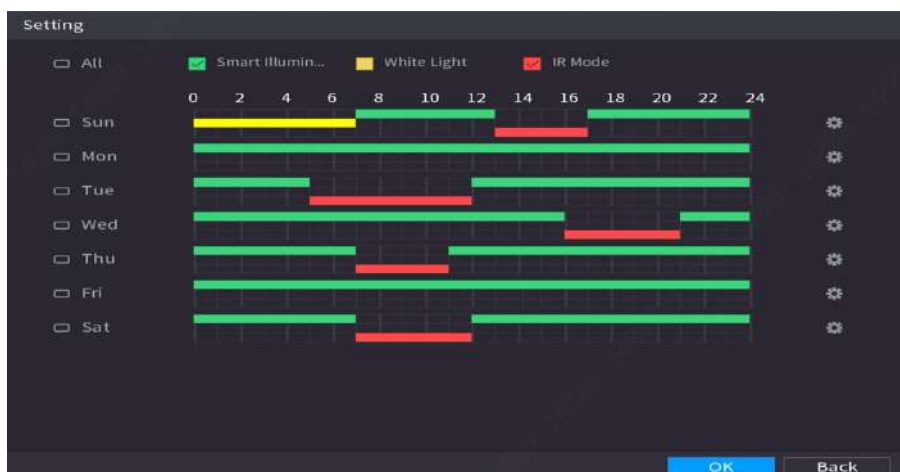 Setting
All Smart Illumin... White Light IR Mode
0 2 4 6 8 10 12 14 16 18 20 22 24
Sun
Mon
Tue
Wed
Thu
Fri
Sat
OK Back